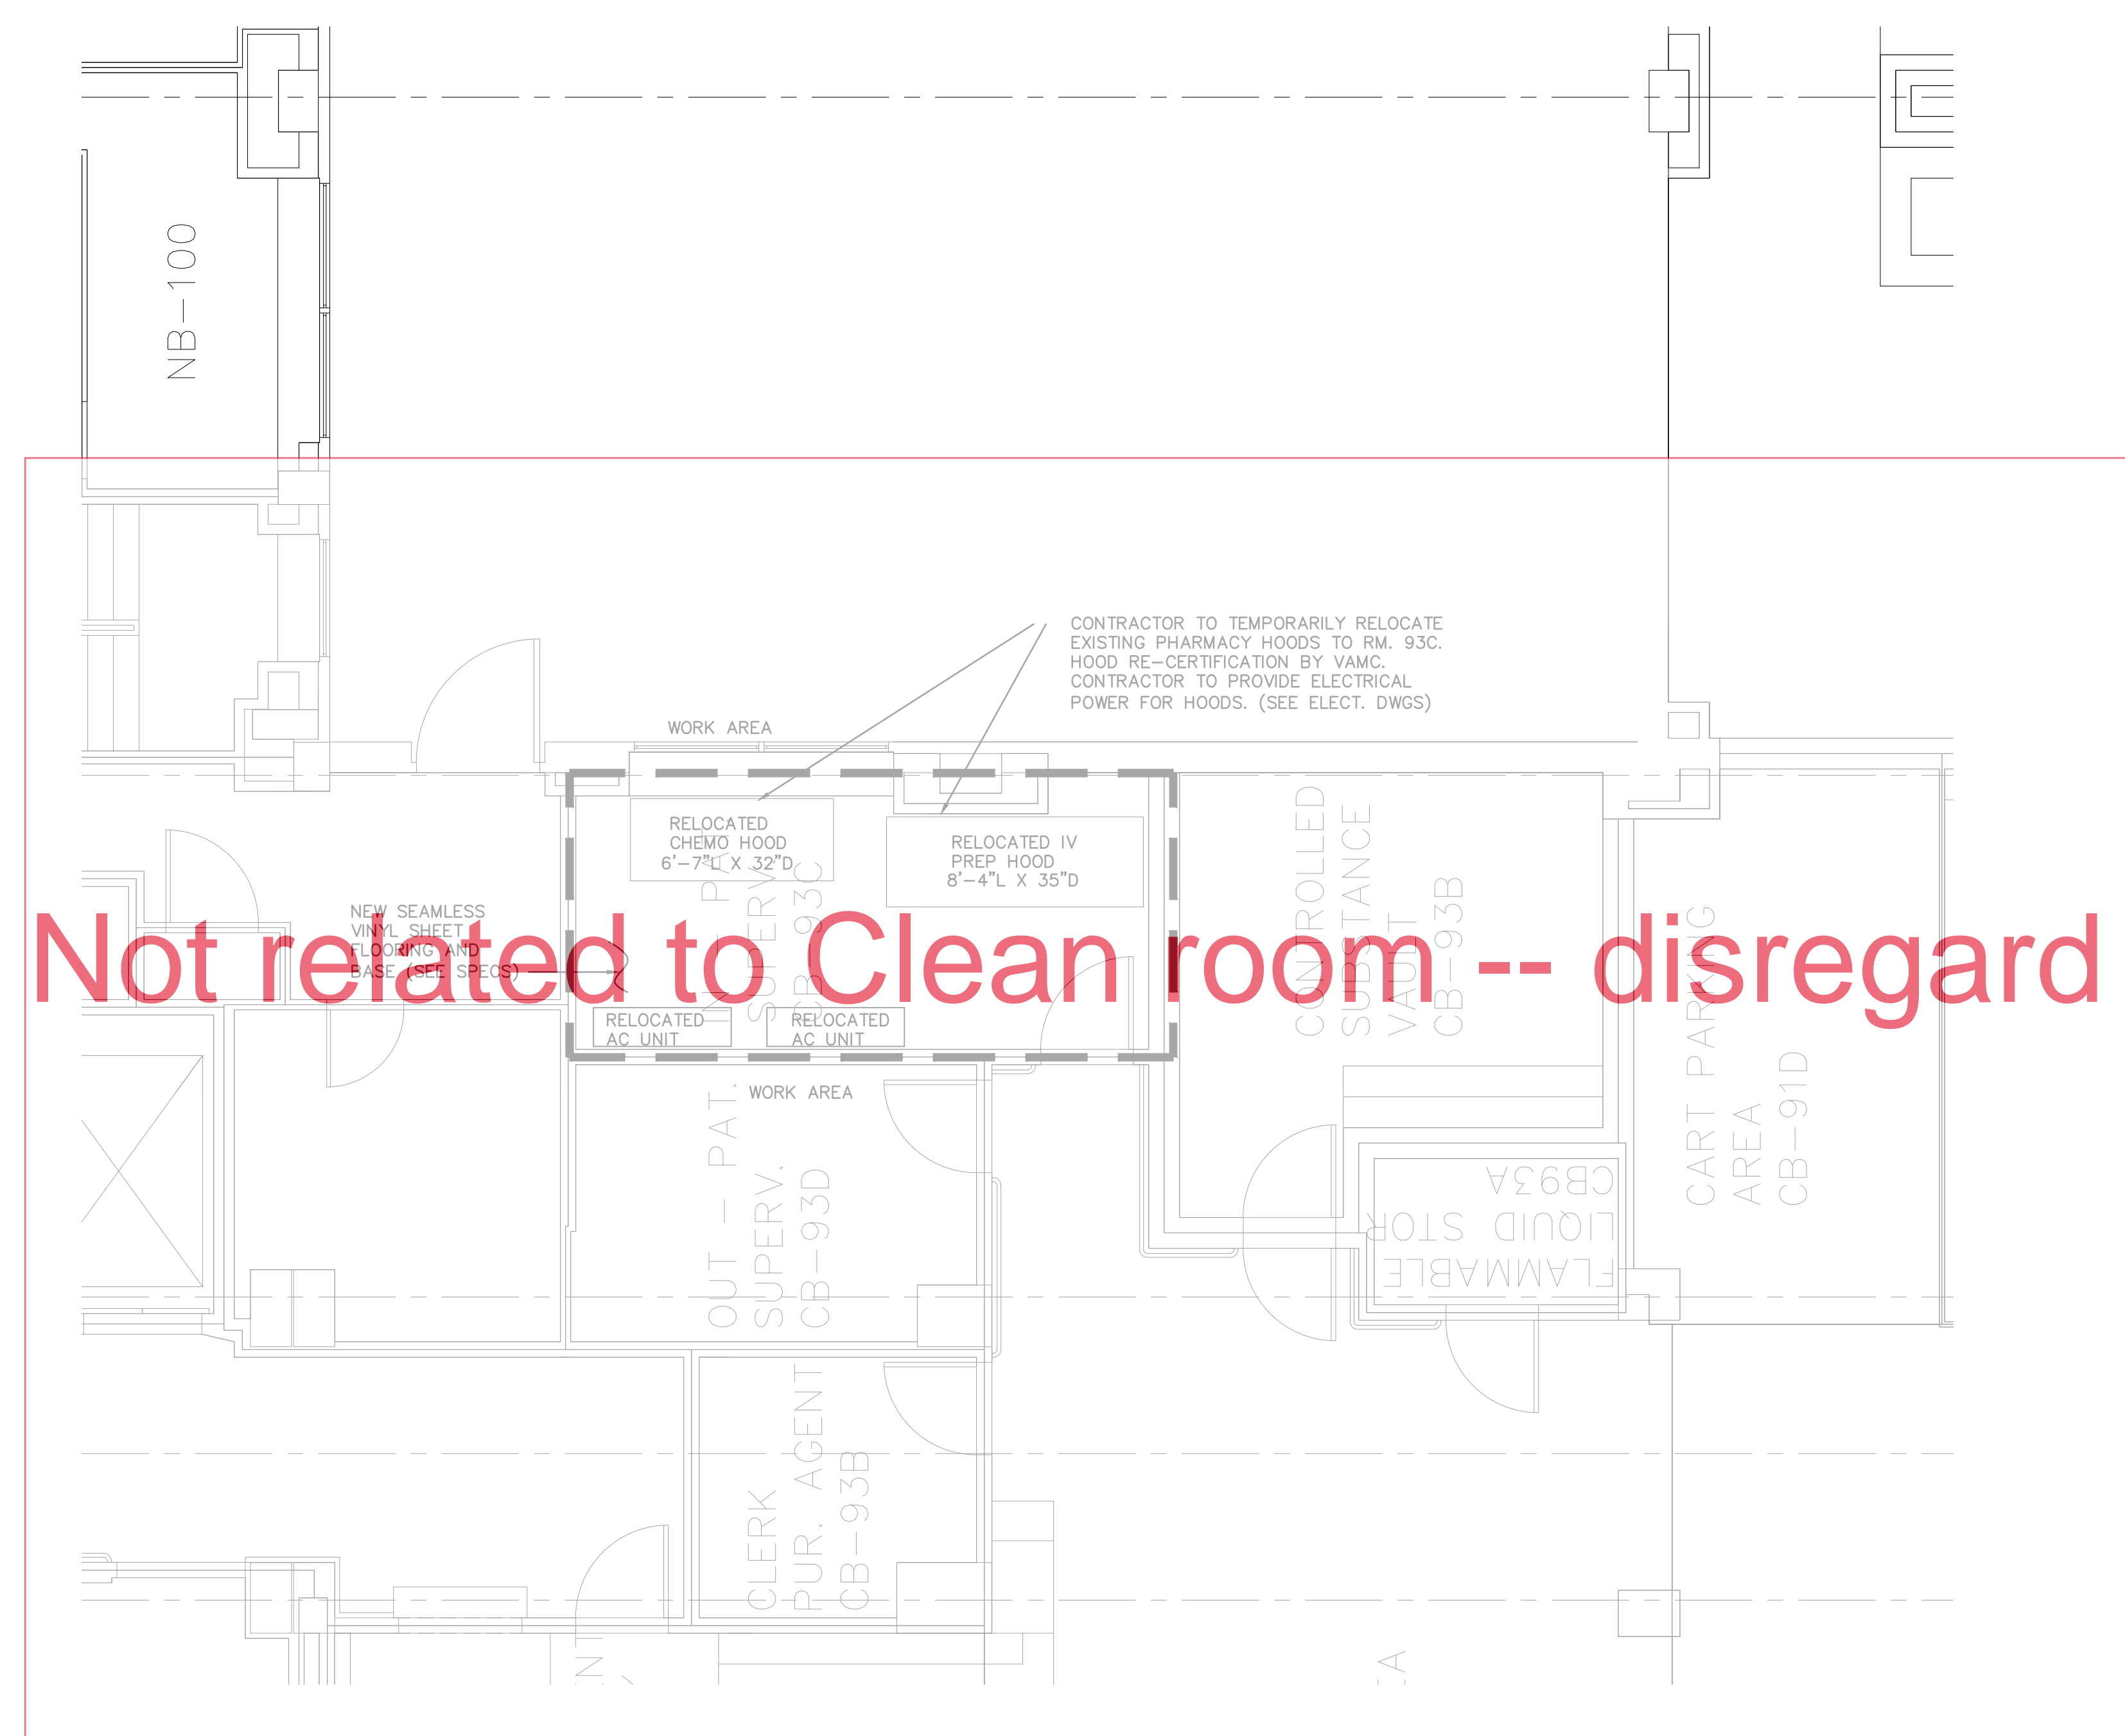 NB-100
CONTRACTOR TO TEMPORARILY RELOCATE
EXISTING PHARMACY HOODS TO RM. 93C.
HOOD RE-CERTIFICATION BY VAMC.
CONTRACTOR TO PROVIDE ELECTRICAL
POWER FOR HOODS. (SEE ELECT. DWGS)
WORK AREA
RELOCATED
CHEMO HOOD
6'-7"L X 32"D
RELOCATED IV
PREP HOOD
8'-4"L X 35"D
NEW SEAMLESS
VINYL SHEET
FLOORING AND
BASE (SEE SPECS)
Not related to Clean room -- disregard
SUPERV.
CB-93C
CONTROLLED
SUBSTANCE
VAULT
CB-93B
CART PARKING
AREA
CB-91D
RELOCATED
AC UNIT
RELOCATED
AC UNIT
WORK AREA
OUT - PAT.
SUPERV.
CB-93D
FLAMMABLE
LIQUID STOR
CB93A
CLERK
PUR. AGENT
CB-93B